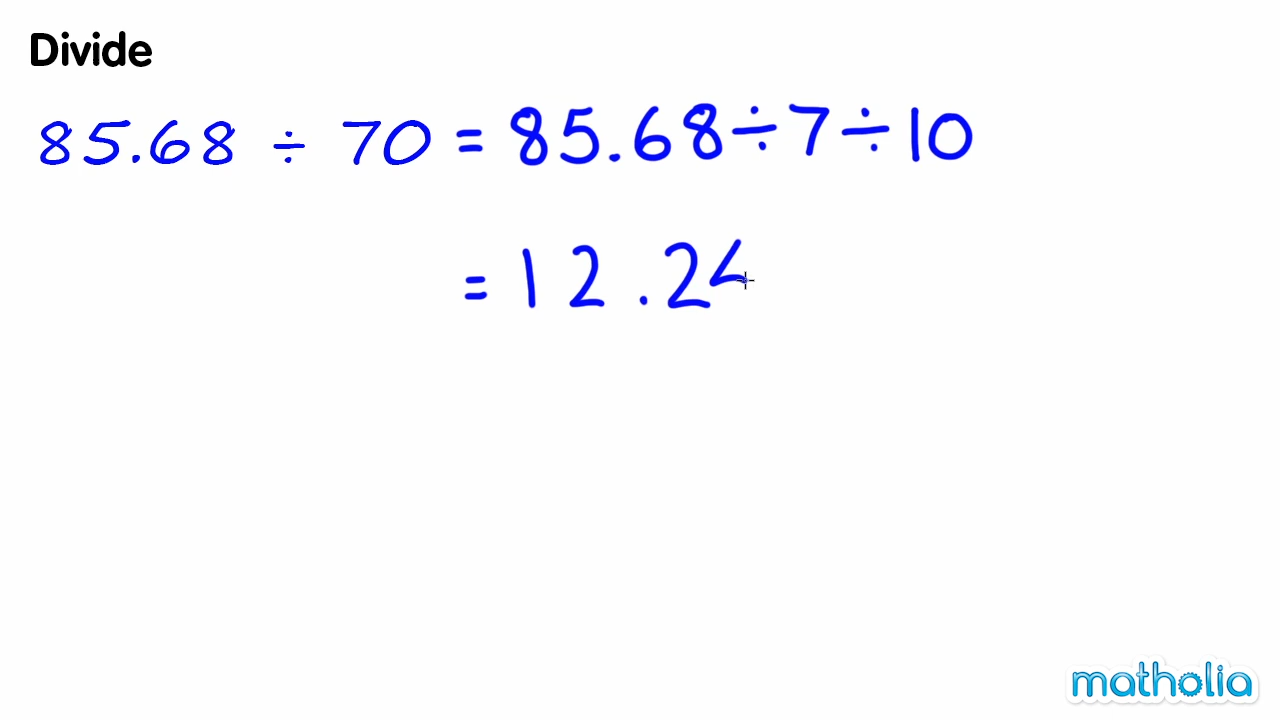 Divide
85.68 ÷ 70 = 85.68 ÷ 7 ÷ 10
= 12.24
matholia